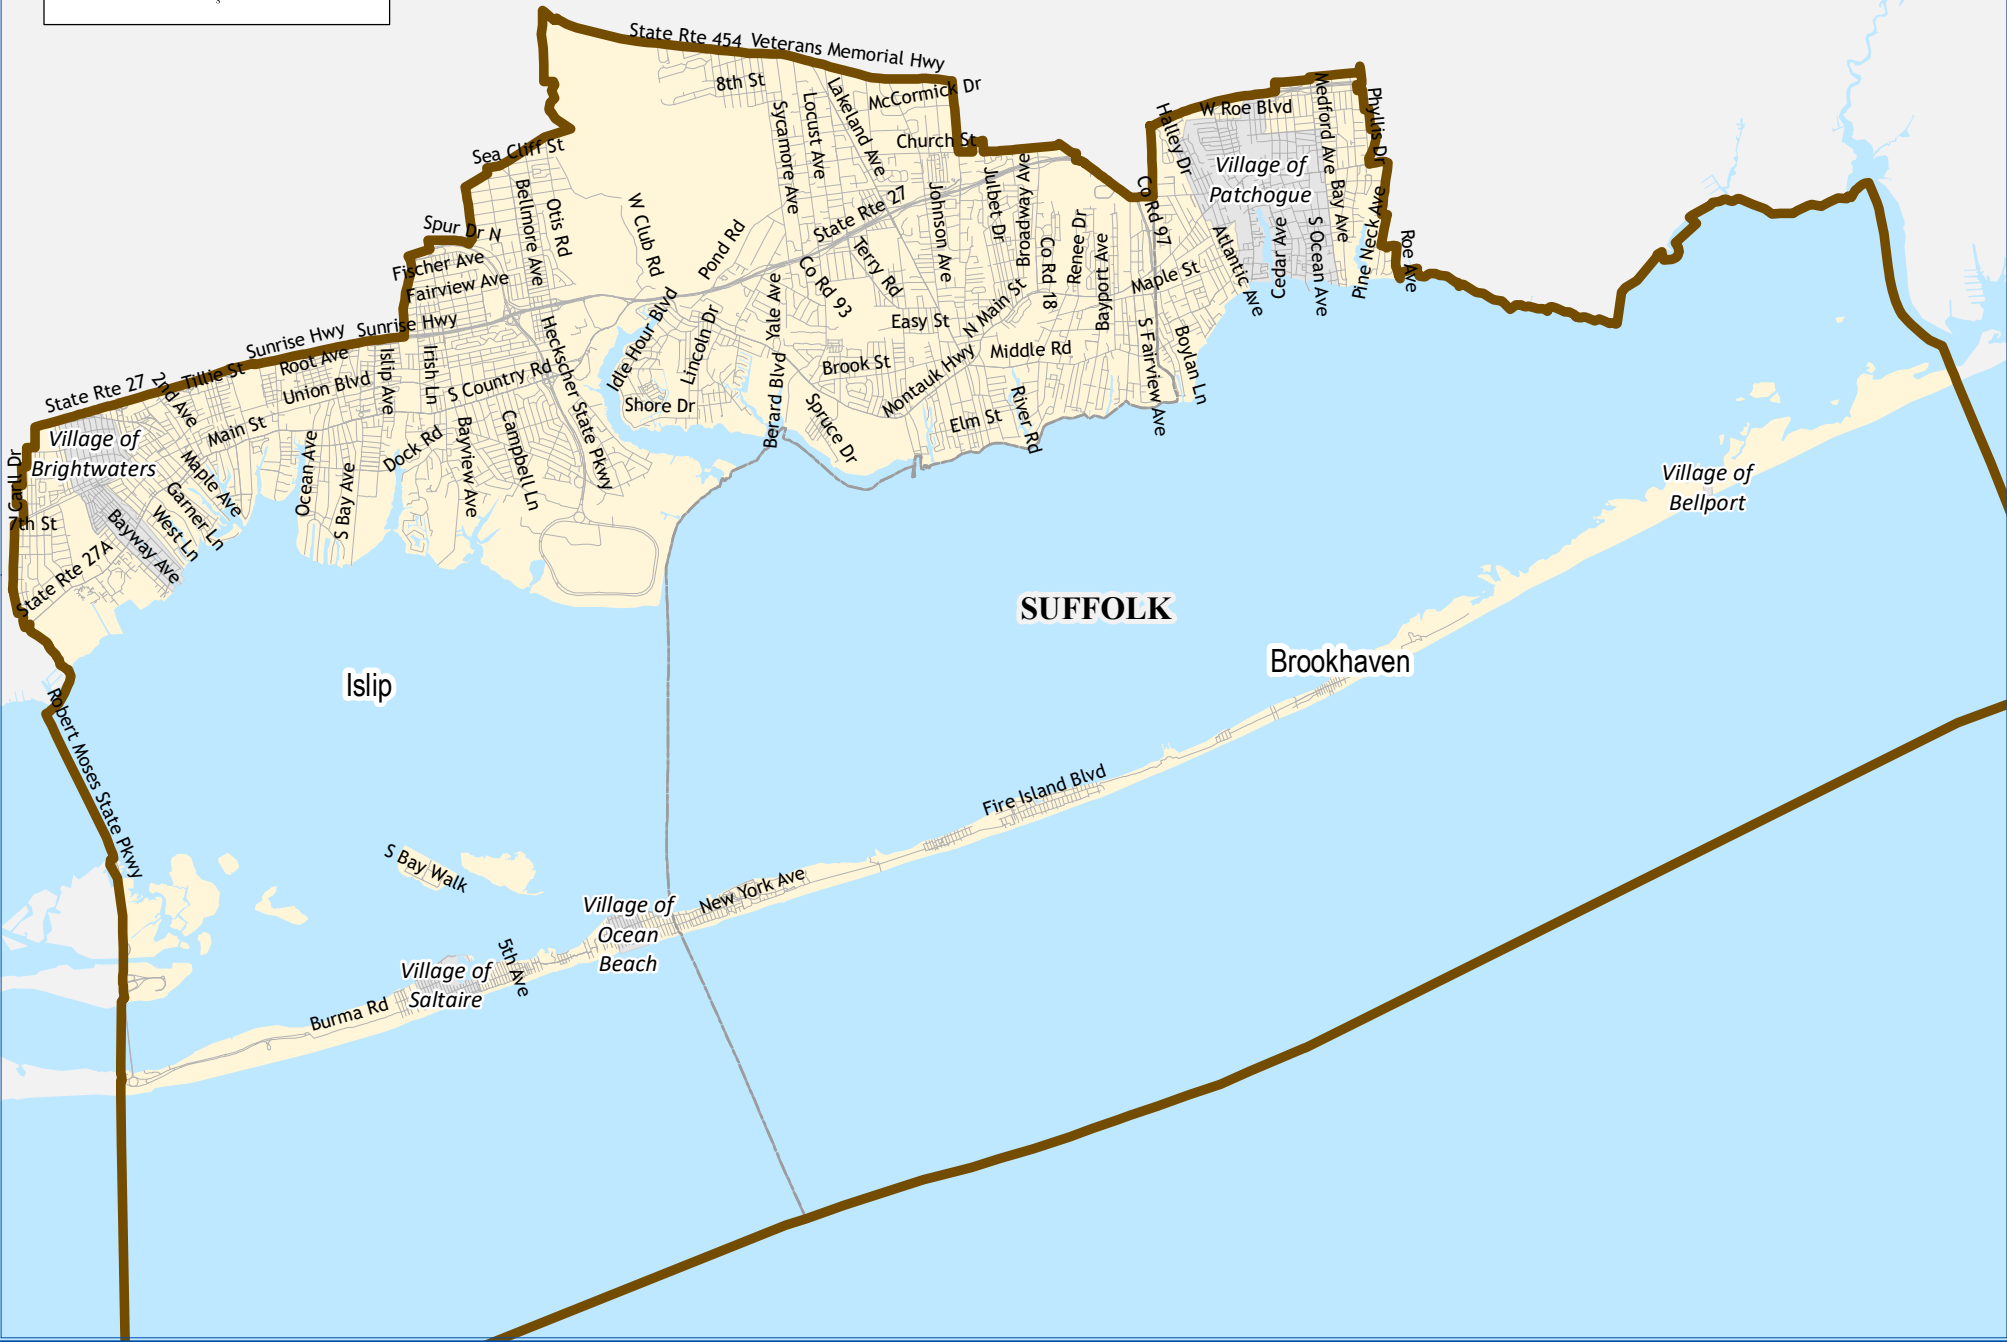 State Rte 454 Veterans Memorial Hwy
8th St
McCormick Dr
Lakeland Ave
Locust Ave
Sycamore Ave
Church St
Sea Cliff St
Medford Ave
W Roe Blvd
Phyllis Dr
Halley Dr
Village of
Patchogue
Bellmore Ave
Otis Rd
W Club Rd
Pond Rd
State Rte 27
Johnson Ave
Julbet Dr
Broadway Ave
Co Rd 97
Bay Ave
Pine Neck Ave
Roe Ave
S Ocean Ave
Cedar Ave
Atlantic Ave
Spur Dr N
Fischer Ave
Fairview Ave
Terry Rd
Co Rd 93
Co Rd 18
Renee Dr
Bayport Ave
Maple St
Sunrise Hwy
Sunrise Hwy
Idle Hour Blvd
Lincoln Dr
Yale Ave
Easy St
N Main St
Heckscher State Pkwy
Root Ave
Tillie St
State Rte 27
2nd Ave
Union Blvd
Islip Ave
Irish Ln
S Country Rd
Brook St
Montauk Hwy
Middle Rd
S Fairview Ave
Boylan Ln
Shore Dr
Berard Blvd
Spruce Dr
Elm St
River Rd
Main St
Village of
Brightwaters
Carll Dr
Maple Ave
Ocean Ave
S Bay Ave
Dock Rd
Bayview Ave
Campbell Ln
Garner Ln
West Ln
Bayway Ave
7th St
State Rte 27A
Village of
Bellport
SUFFOLK
Brookhaven
Islip
Robert Moses State Pkwy
Fire Island Blvd
S Bay Walk
New York Ave
Village of
Ocean
Beach
5th Ave
Village of
Saltaire
Burma Rd